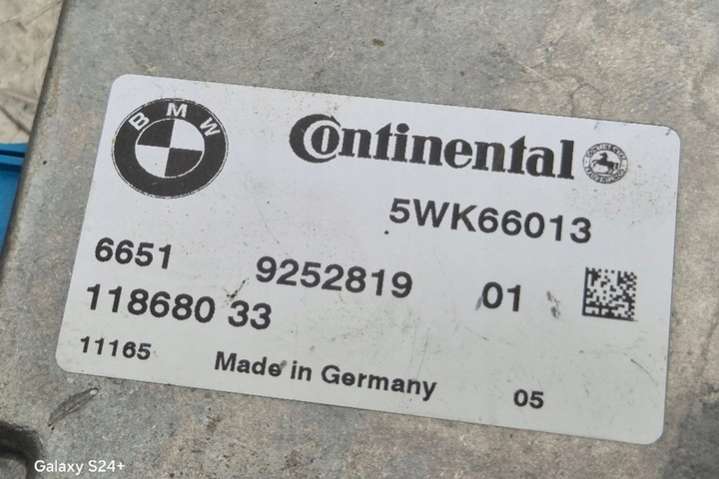 BMW
Continental
5WK66013
6651 9252819 01
118680 33
11165 Made in Germany 05
Galaxy S24+